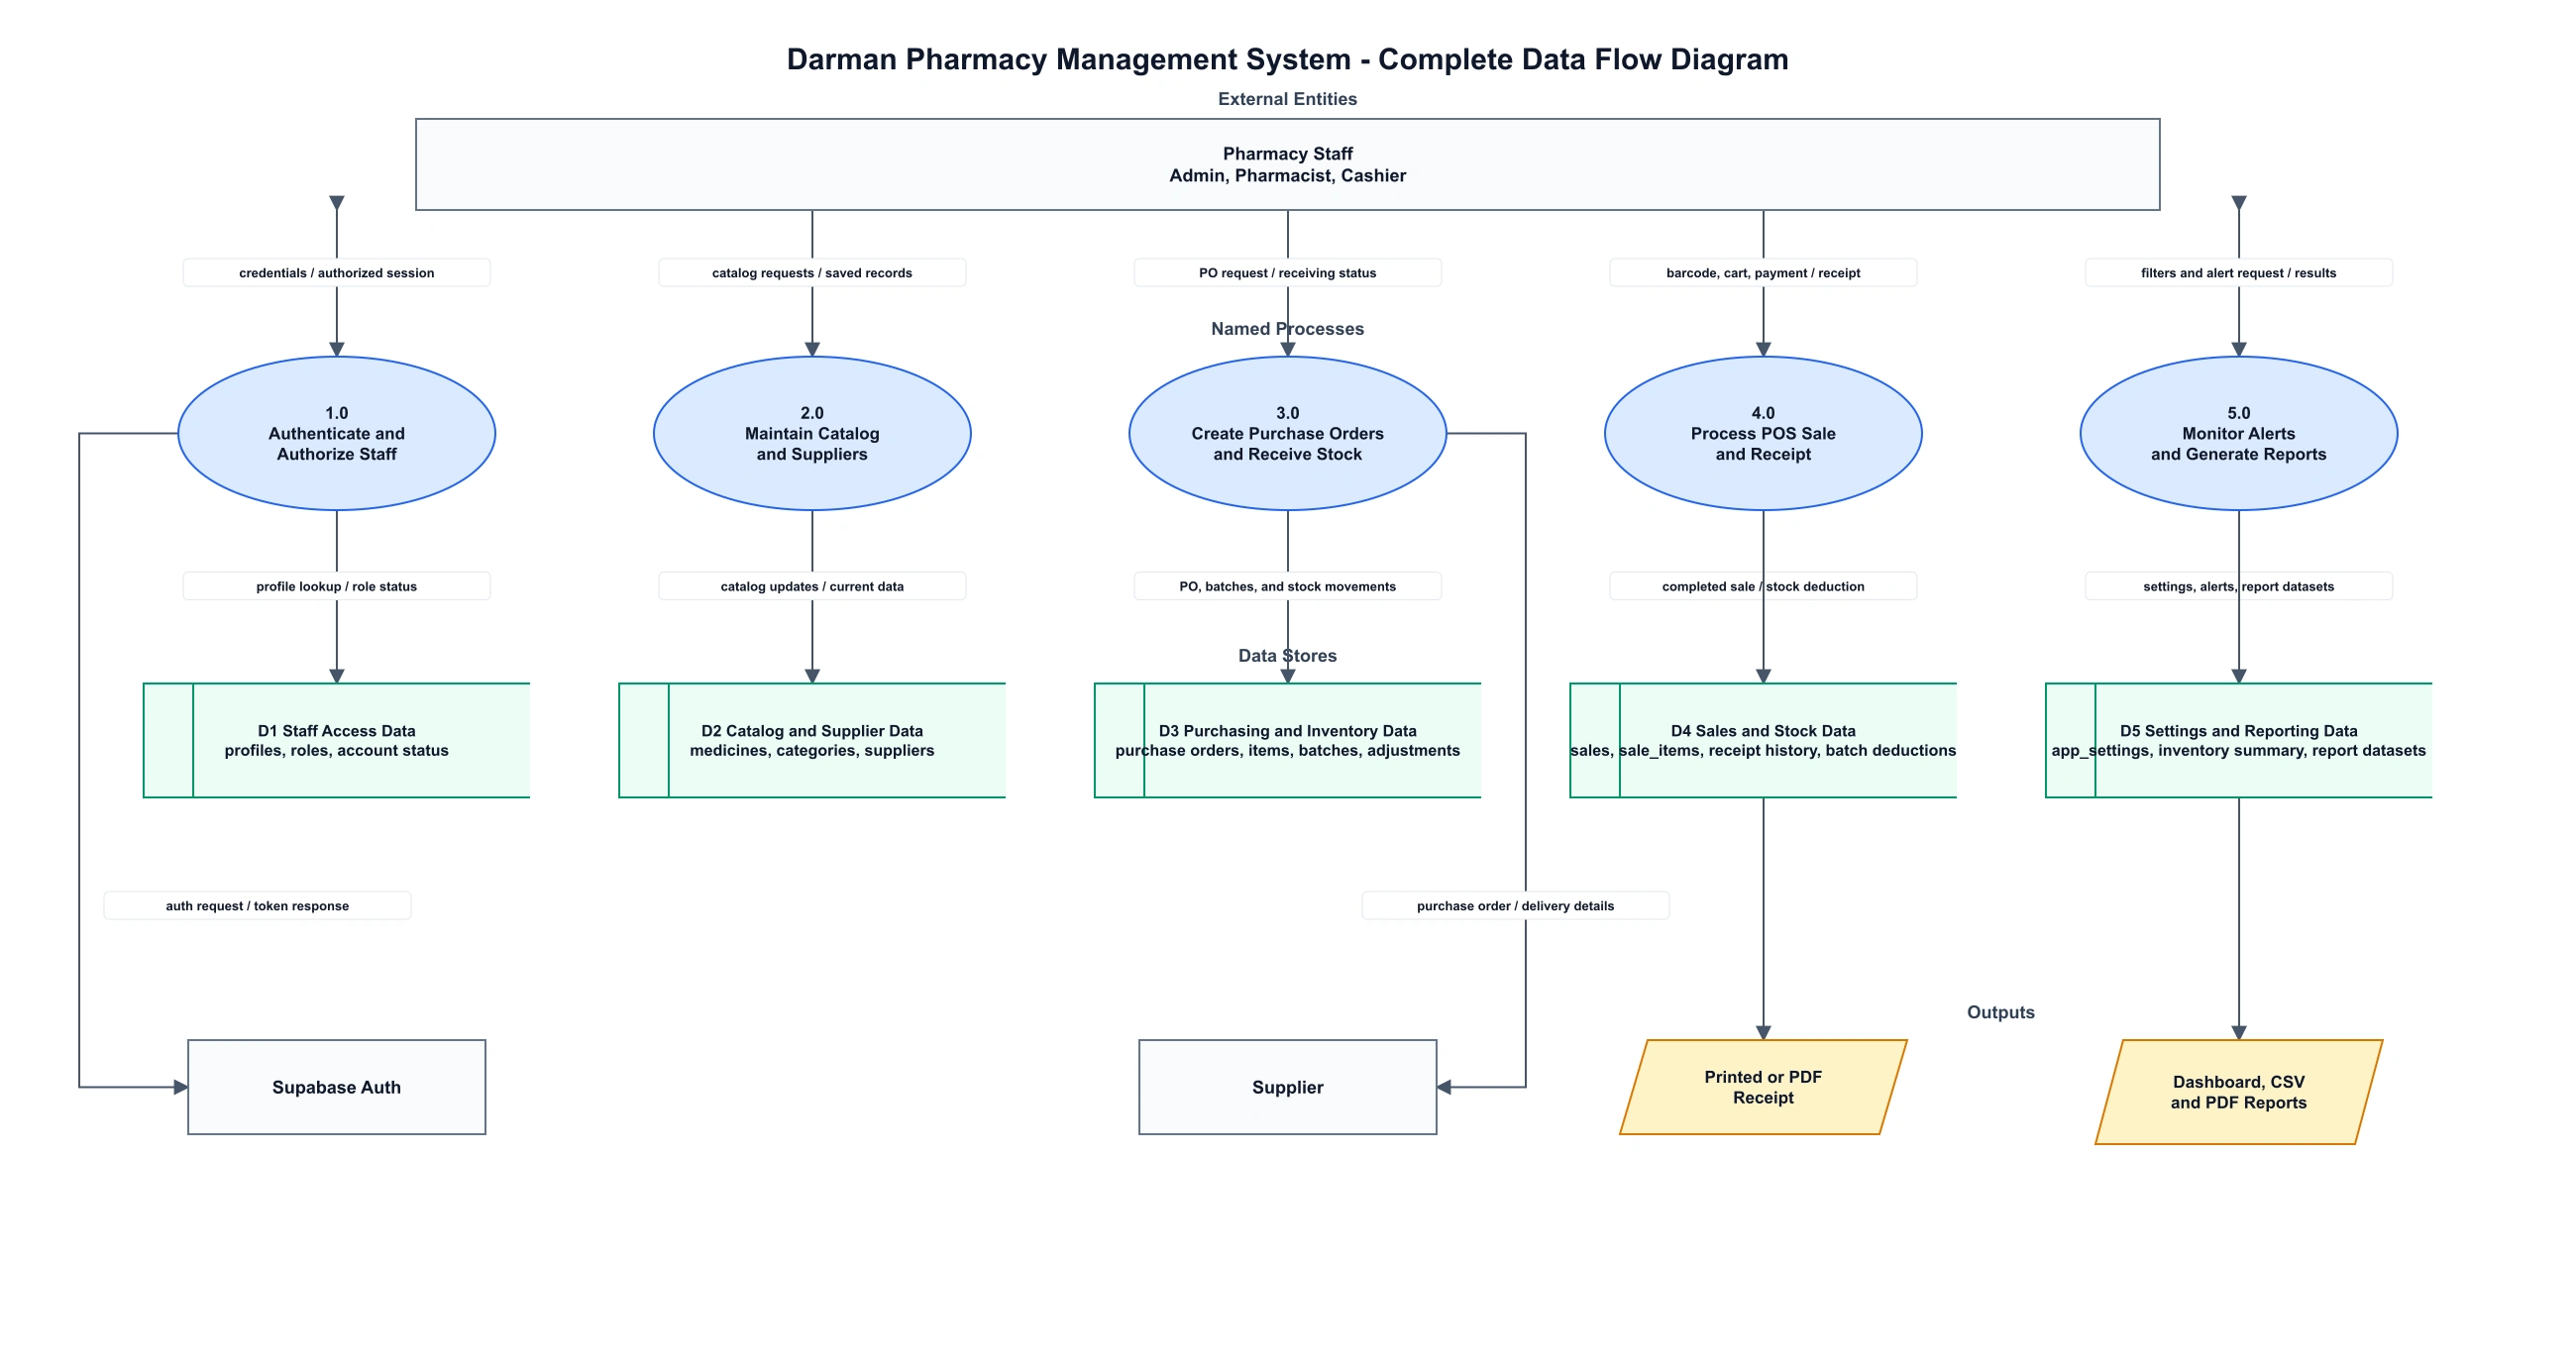 Darman Pharmacy Management System - Complete Data Flow Diagram
External Entities
Pharmacy Staff
Admin, Pharmacist, Cashier
credentials / authorized session
catalog requests / saved records
PO request / receiving status
barcode, cart, payment / receipt
filters and alert request / results
Named Processes
1.0
Authenticate and
Authorize Staff
2.0
Maintain Catalog
and Suppliers
3.0
Create Purchase Orders
and Receive Stock
4.0
Process POS Sale
and Receipt
5.0
Monitor Alerts
and Generate Reports
profile lookup / role status
catalog updates / current data
PO, batches, and stock movements
completed sale / stock deduction
settings, alerts, report datasets
Data Stores
D1 Staff Access Data
profiles, roles, account status
D2 Catalog and Supplier Data
medicines, categories, suppliers
D3 Purchasing and Inventory Data
purchase orders, items, batches, adjustments
D4 Sales and Stock Data
sales, sale_items, receipt history, batch deductions
D5 Settings and Reporting Data
app_settings, inventory summary, report datasets
auth request / token response
purchase order / delivery details
Outputs
Supabase Auth
Supplier
Printed or PDF
Receipt
Dashboard, CSV
and PDF Reports